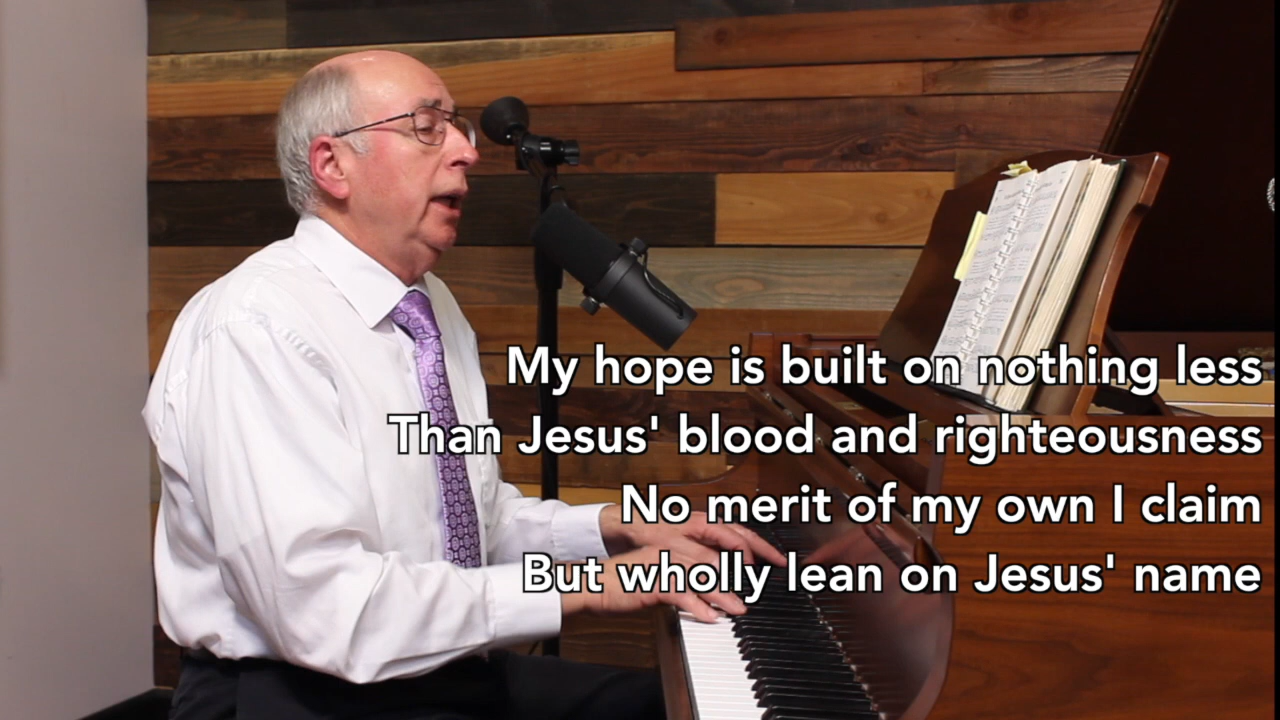 My hope is built on nothing less
Than Jesus' blood and righteousness
No merit of my own I claim
But wholly lean on Jesus' name